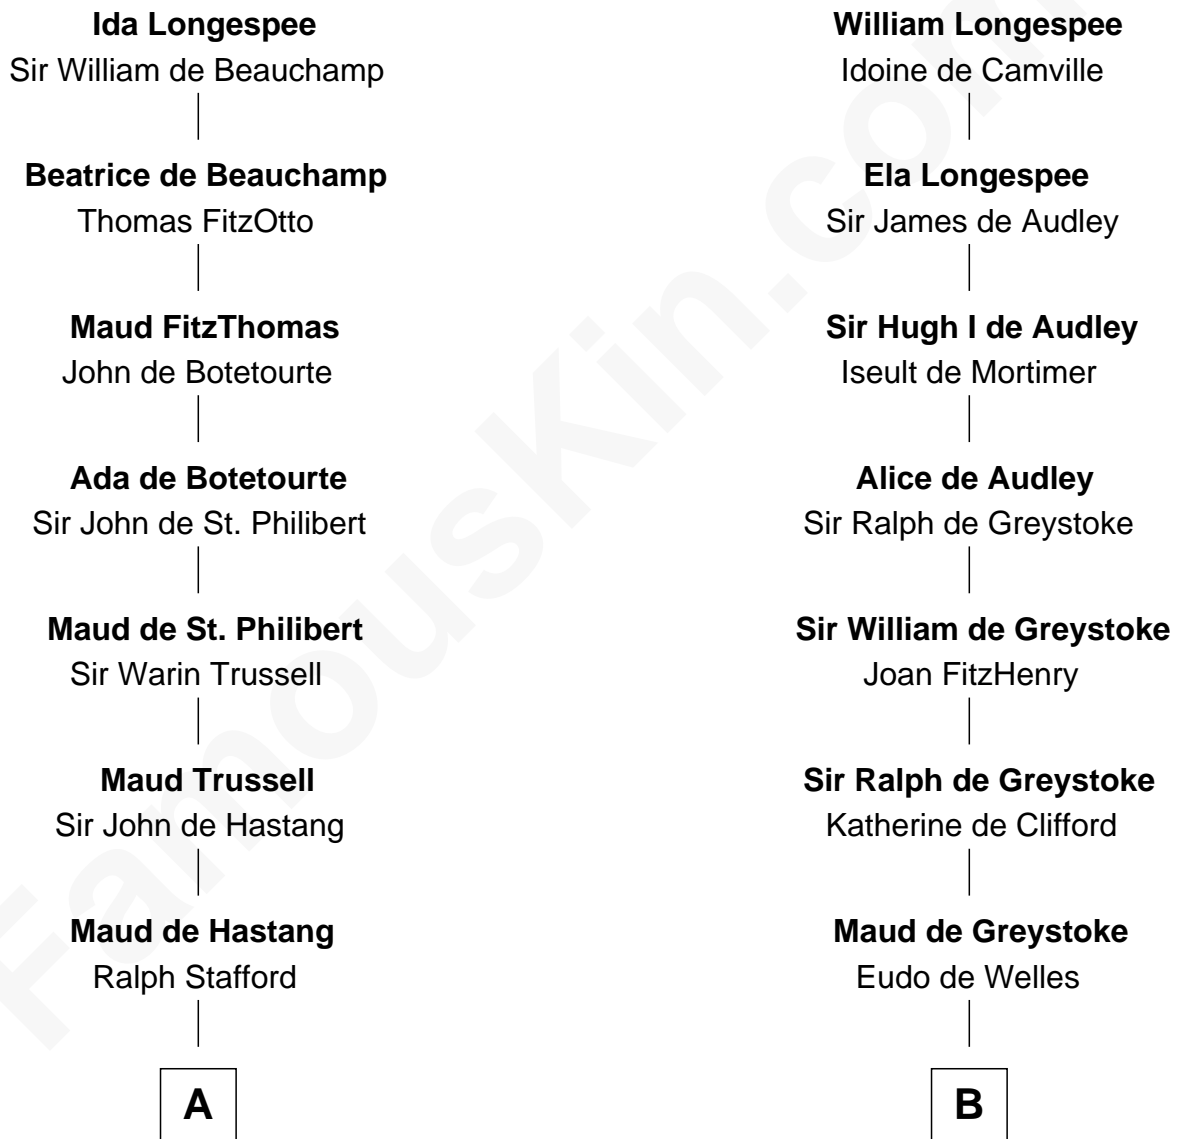 Ida Longespee
Sir William de Beauchamp
Beatrice de Beauchamp
Thomas FitzOtto
Maud FitzThomas
John de Botetourte
Ada de Botetourte
Sir John de St. Philibert
Maud de St. Philibert
Sir Warin Trussell
Maud Trussell
Sir John de Hastang
Maud de Hastang
Ralph Stafford
A
William Longespee
Idoine de Camville
Ela Longespee
Sir James de Audley
Sir Hugh I de Audley
Iseult de Mortimer
Alice de Audley
Sir Ralph de Greystoke
Sir William de Greystoke
Joan FitzHenry
Sir Ralph de Greystoke
Katherine de Clifford
Maud de Greystoke
Eudo de Welles
B
FamousKin.com